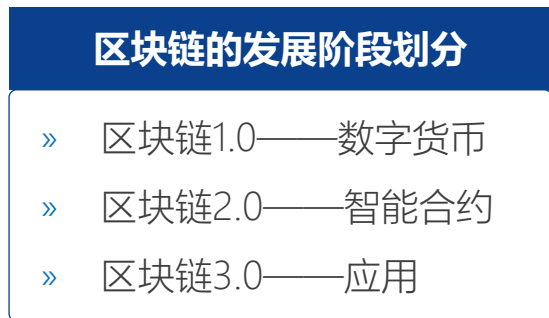 区块链的发展阶段划分
» 区块链1.0——数字货币
» 区块链2.0——智能合约
» 区块链3.0——应用